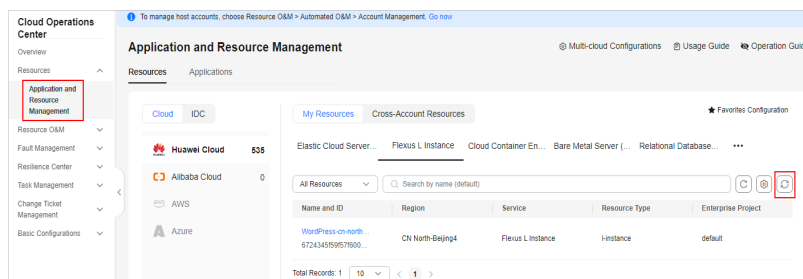 Cloud Operations
Center
Overview
Resources
Application and
Resource
Management
Resource O&M
Fault Management
Resilience Center
Task Management
Change Ticket
Management
Basic Configurations
To manage host accounts, choose Resource O&M > Automated O&M > Account Management. Go now
Application and Resource Management
Multi-cloud Configurations Usage Guide Operation Guid
Resources Applications
Cloud IDC
Huawei Cloud 535
Alibaba Cloud 0
AWS
Azure
My Resources Cross-Account Resources
Favorites Configuration
Elastic Cloud Server... Flexus L Instance Cloud Container En... Bare Metal Server (... Relational Database... •••
All Resources Search by name (default)
Name and ID Region Service Resource Type Enterprise Project
WordPress-cn-north...
6724345f59f57f600... CN North-Beijing4 Flexus L Instance l-instance default
Total Records: 1 10 < 1 >